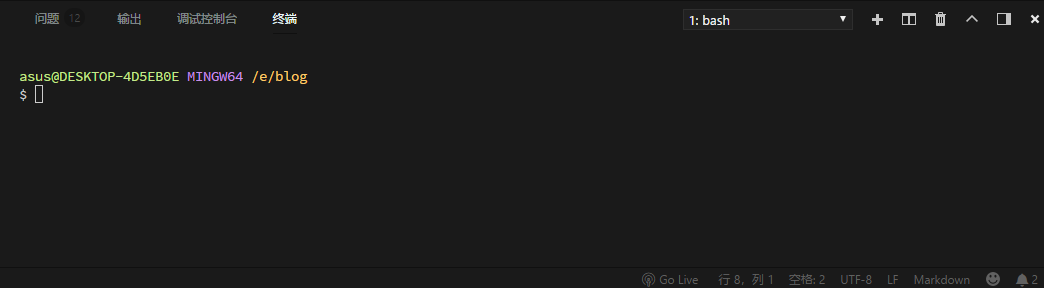 问题 12 输出 调试控制台 终端 1: bash
asus@DESKTOP-4D5EB0E MINGW64 /e/blog
$
Go Live 行 8，列 1 空格: 2 UTF-8 LF Markdown 2